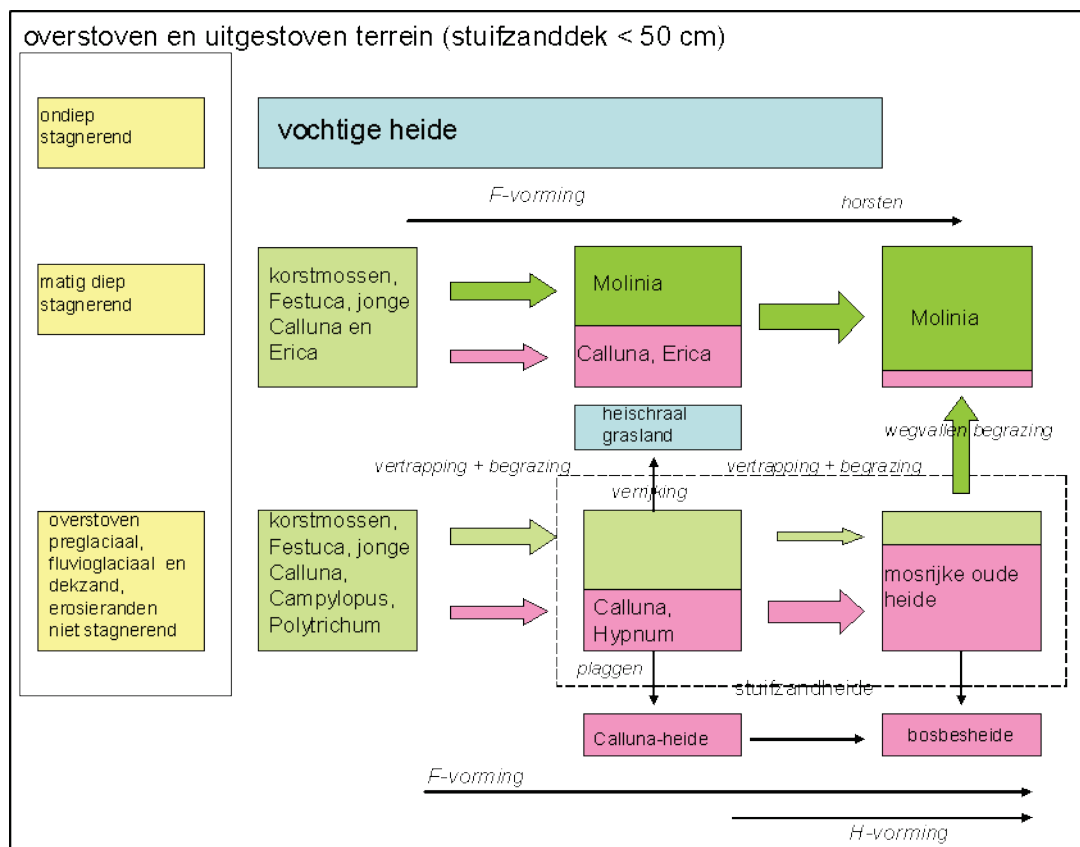 overstoven en uitgestoven terrein (stuifzanddek < 50 cm)
ondiep
stagnerend
vochtige heide
F-vorming
horsten
matig diep
stagnerend
korstmossen,
Festuca, jonge
Calluna en
Erica
Molinia
Calluna, Erica
Molinia
heischraal
grasland
wegvallen begrazing
vertrapping + begrazing
vertrapping + begrazing
verrijking
overstoven
preglaciaal,
fluvioglaciaal en
dekzand,
erosieranden
niet stagnerend
korstmossen,
Festuca, jonge
Calluna,
Campylopus,
Polytrichum
Calluna,
Hypnum
mosrijke oude
heide
plaggen
stuifzandheide
Calluna-heide
bosbesheide
F-vorming
H-vorming